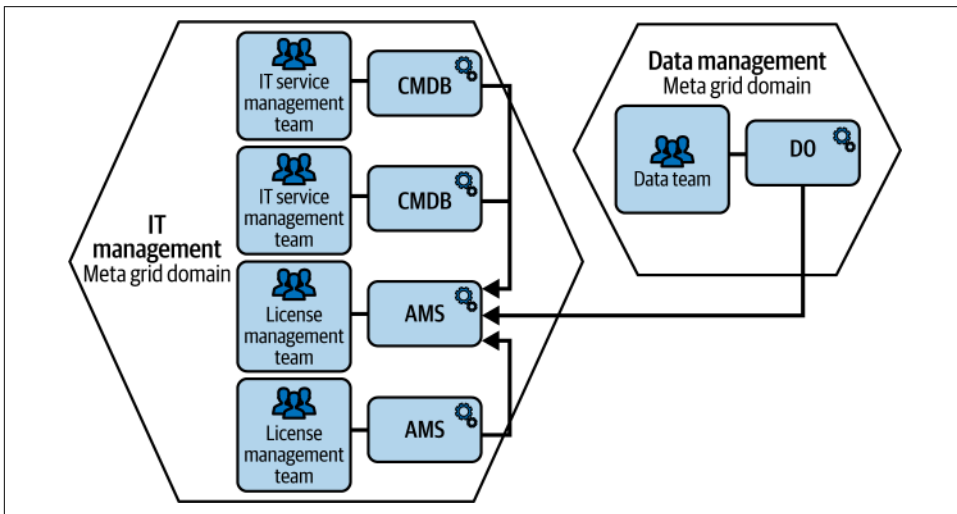 IT
management
Meta grid domain
IT service
management
team
CMDB
IT service
management
team
CMDB
License
management
team
AMS
License
management
team
AMS
Data management
Meta grid domain
Data team
DO